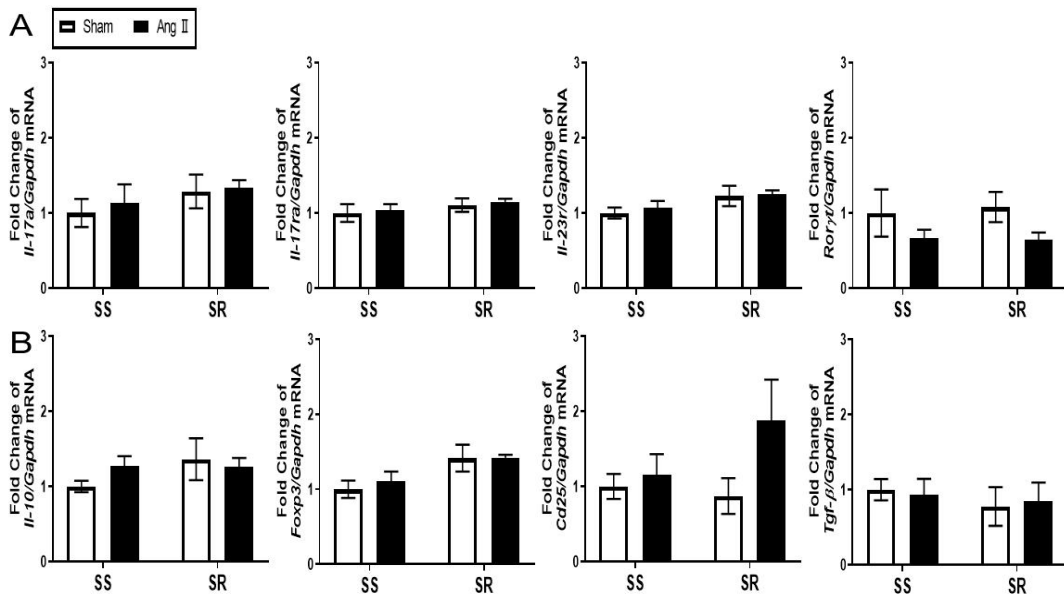 A
Sham Ang II
Fold Change of
Il-17a/Gapdh mRNA
3
2
1
0
SS SR
Fold Change of
Il-17ra/Gapdh mRNA
3
2
1
0
SS SR
Fold Change of
Il-23r/Gapdh mRNA
3
2
1
0
SS SR
Fold Change of
Rorγt/Gapdh mRNA
3
2
1
0
SS SR
B
Fold Change of
Il-10/Gapdh mRNA
3
2
1
0
SS SR
Fold Change of
Foxp3/Gapdh mRNA
3
2
1
0
SS SR
Fold Change of
Cd25/Gapdh mRNA
3
2
1
0
SS SR
Fold Change of
Tgf-β/Gapdh mRNA
3
2
1
0
SS SR